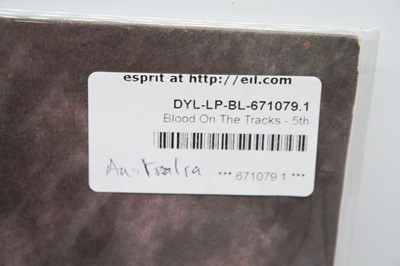 esprit at http://eil.com
DYL-LP-BL-671079.1
Blood On The Tracks - 5th
Australia
*** 671079.1 ***